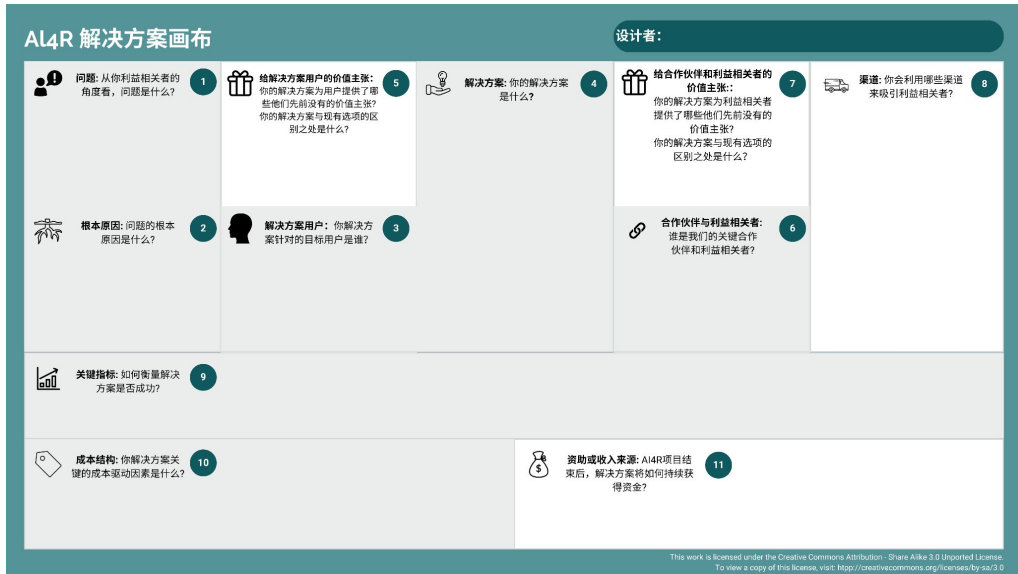 AI4R 解决方案画布
设计者：
问题: 从你利益相关者的
角度看，问题是什么?
1
给解决方案用户的价值主张：
你的解决方案为用户提供了哪
些他们先前没有的价值主张?
你的解决方案与现有选项的区
别之处是什么?
5
解决方案: 你的解决方案
是什么?
4
给合作伙伴和利益相关者的
价值主张：:
你的解决方案为利益相关者
提供了哪些他们先前没有的
价值主张?
你的解决方案与现有选项的
区别之处是什么?
7
渠道: 你会利用哪些渠道
来吸引利益相关者?
8
根本原因: 问题的根本
原因是什么?
2
解决方案用户：你解决方
案针对的目标用户是谁?
3
合作伙伴与利益相关者:
谁是我们的关键合作
伙伴和利益相关者?
6
关键指标: 如何衡量解决
方案是否成功?
9
成本结构: 你解决方案关
键的成本驱动因素是什么?
10
$
资助或收入来源: AI4R项目结
束后，解决方案将如何持续获
得资金?
11
This work is licensed under the Creative Commons Attribution - Share Alike 3.0 Unported License.
To view a copy of this license, visit: htpp://creativecommons.org/licenses/by-sa/3.0